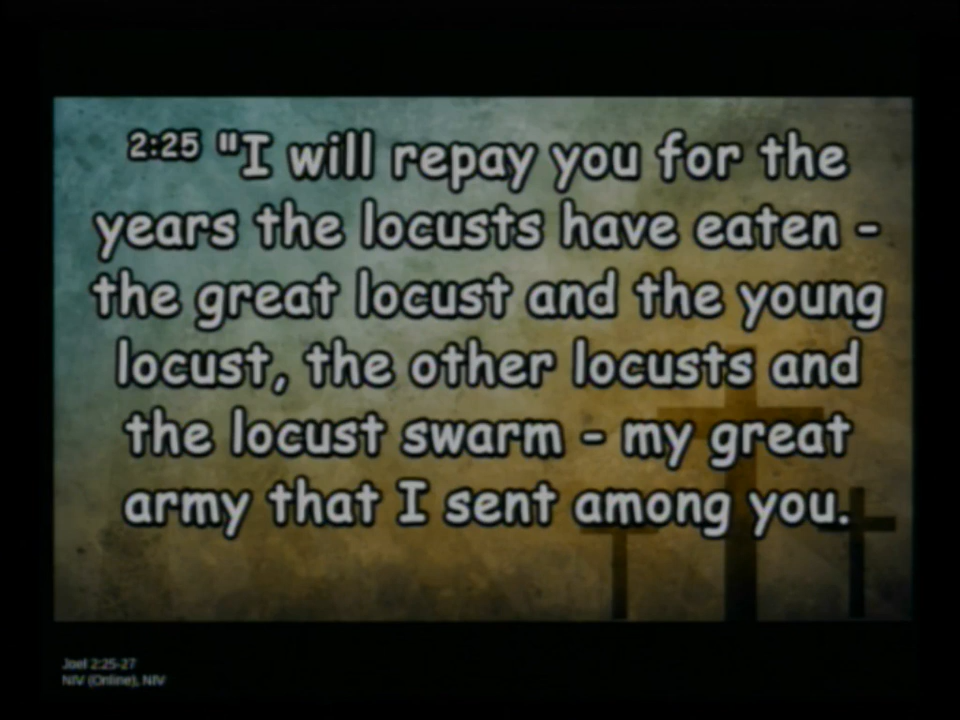 2:25 "I will repay you for the
years the locusts have eaten -
the great locust and the young
locust, the other locusts and
the locust swarm - my great
army that I sent among you.
Joel 2:25-27
NIV (Online), NIV